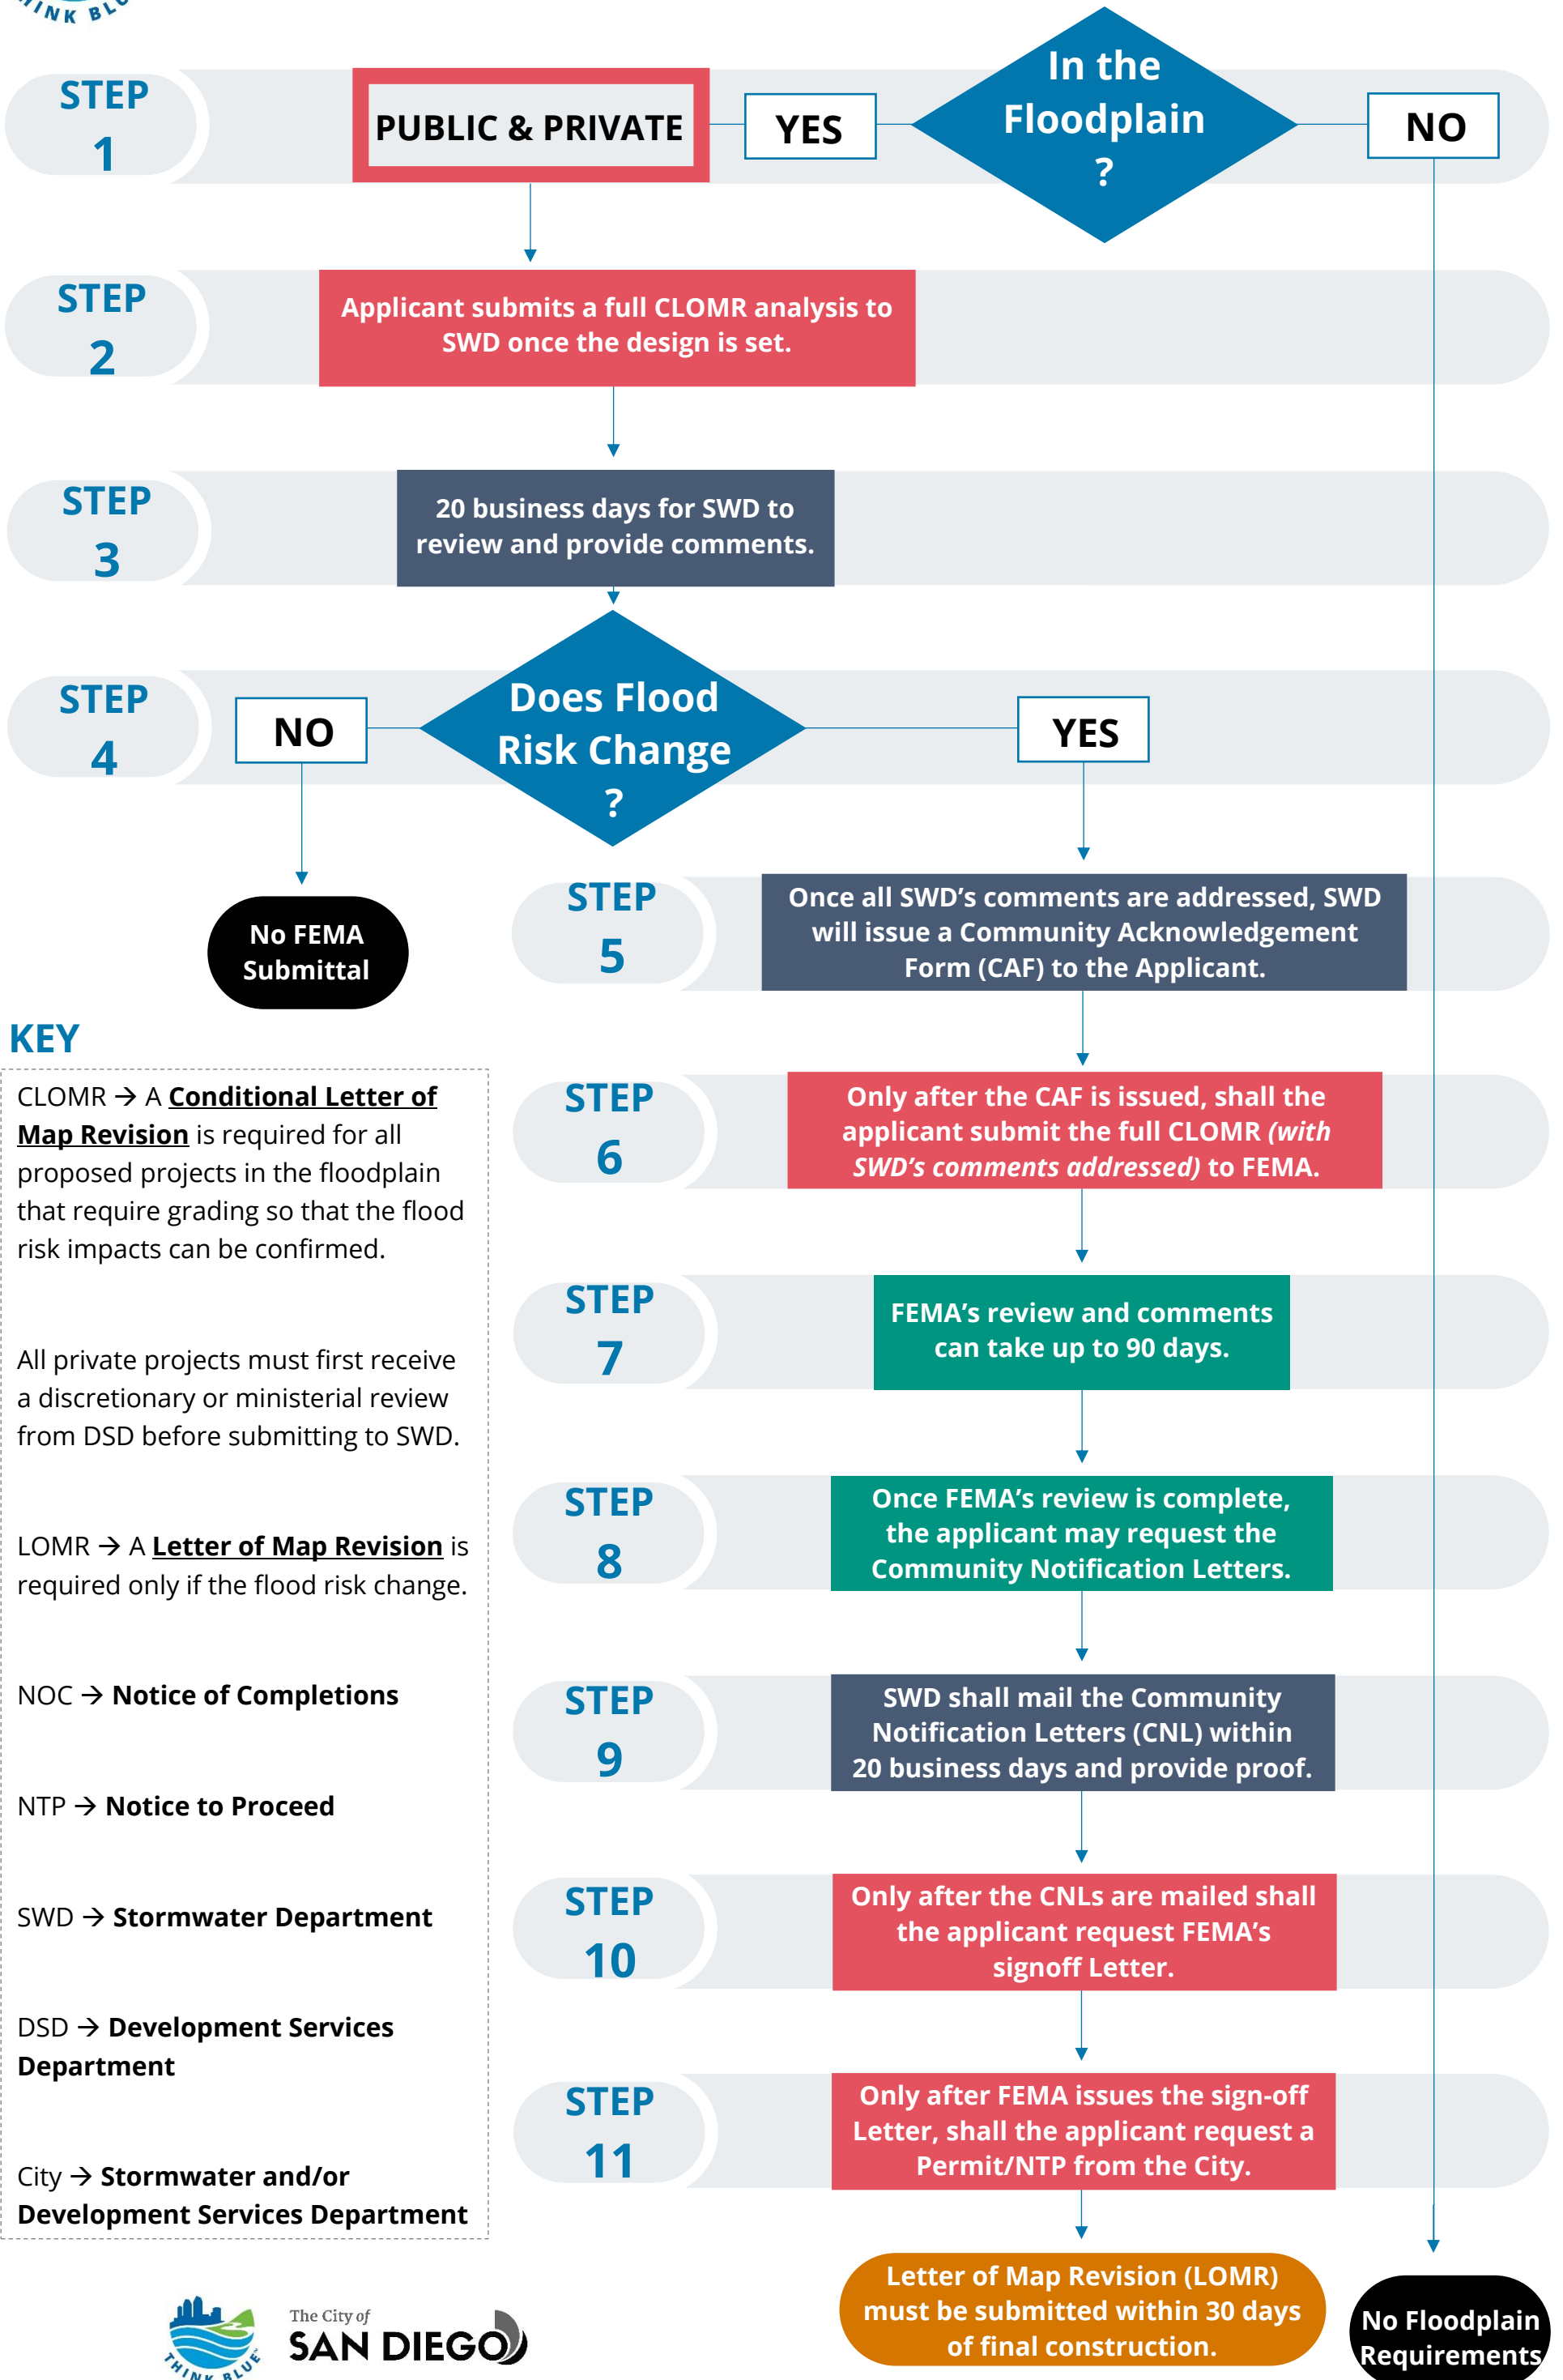 THINK BLUE
STEP
1
PUBLIC & PRIVATE
YES
In the
Floodplain
?
NO
STEP
2
Applicant submits a full CLOMR analysis to
SWD once the design is set.
STEP
3
20 business days for SWD to
review and provide comments.
STEP
4
NO
Does Flood
Risk Change
?
YES
No FEMA
Submittal
STEP
5
Once all SWD’s comments are addressed, SWD
will issue a Community Acknowledgement
Form (CAF) to the Applicant.
STEP
6
Only after the CAF is issued, shall the
applicant submit the full CLOMR (with
SWD’s comments addressed) to FEMA.
STEP
7
FEMA’s review and comments
can take up to 90 days.
STEP
8
Once FEMA’s review is complete,
the applicant may request the
Community Notification Letters.
STEP
9
SWD shall mail the Community
Notification Letters (CNL) within
20 business days and provide proof.
STEP
10
Only after the CNLs are mailed shall
the applicant request FEMA’s
signoff Letter.
STEP
11
Only after FEMA issues the sign-off
Letter, shall the applicant request a
Permit/NTP from the City.
Letter of Map Revision (LOMR)
must be submitted within 30 days
of final construction.
No Floodplain
Requirements
KEY
CLOMR → A Conditional Letter of
Map Revision is required for all
proposed projects in the floodplain
that require grading so that the flood
risk impacts can be confirmed.
All private projects must first receive
a discretionary or ministerial review
from DSD before submitting to SWD.
LOMR → A Letter of Map Revision is
required only if the flood risk change.
NOC → Notice of Completions
NTP → Notice to Proceed
SWD → Stormwater Department
DSD → Development Services
Department
City → Stormwater and/or
Development Services Department
THINK BLUE
The City of
SAN DIEGO